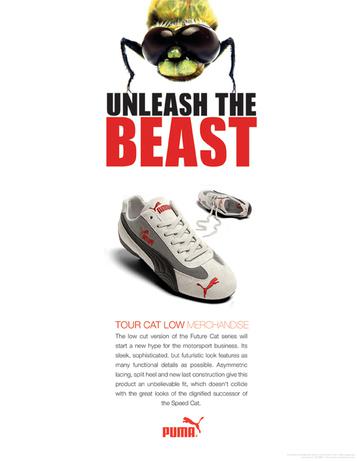 UNLEASH THE
BEAST
PUMA
TOUR CAT LOW MERCHANDISE
The low cut version of the Future Cat series will
start a new hype for the motorsport business. Its
sleek, sophisticated, but futuristic look features as
many functional details as possible. Asymmetric
lacing, split heel and new last construction give this
product an unbelievable fit, which doesn't collide
with the great looks of the dignified successor of
the Speed Cat.
PUMA